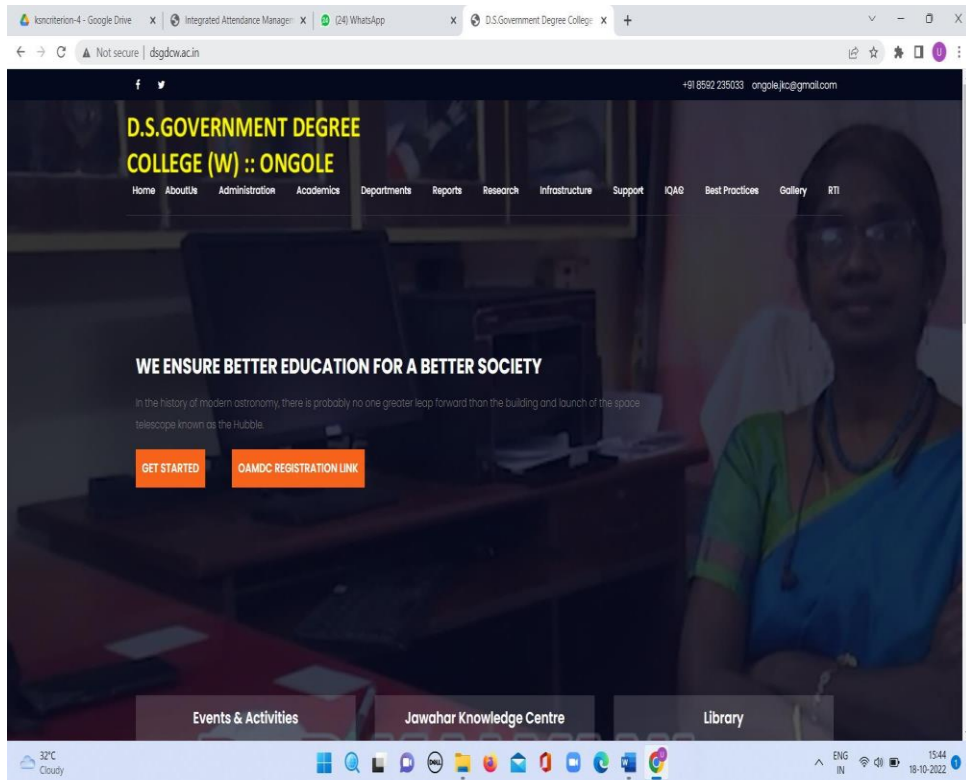 ksncriterion-4 - Google Drive
Integrated Attendance Manager
(24) WhatsApp
D.S.Government Degree College
Not secure | dsgdcw.ac.in
+91 8592 235033 ongole.jkc@gmail.com
D.S.GOVERNMENT DEGREE
COLLEGE (W) :: ONGOLE
Home AboutUs Administration Academics Departments Reports Research Infrastructure Support IQAC Best Practices Gallery RTI
WE ENSURE BETTER EDUCATION FOR A BETTER SOCIETY
In the history of modern astronomy, there is probably no one greater leap forward than the building and launch of the space
telescope known as the Hubble.
GET STARTED OAMDC REGISTRATION LINK
Events & Activities Jawahar Knowledge Centre Library
32°C
Cloudy
ENG
IN
15:44
18-10-2022